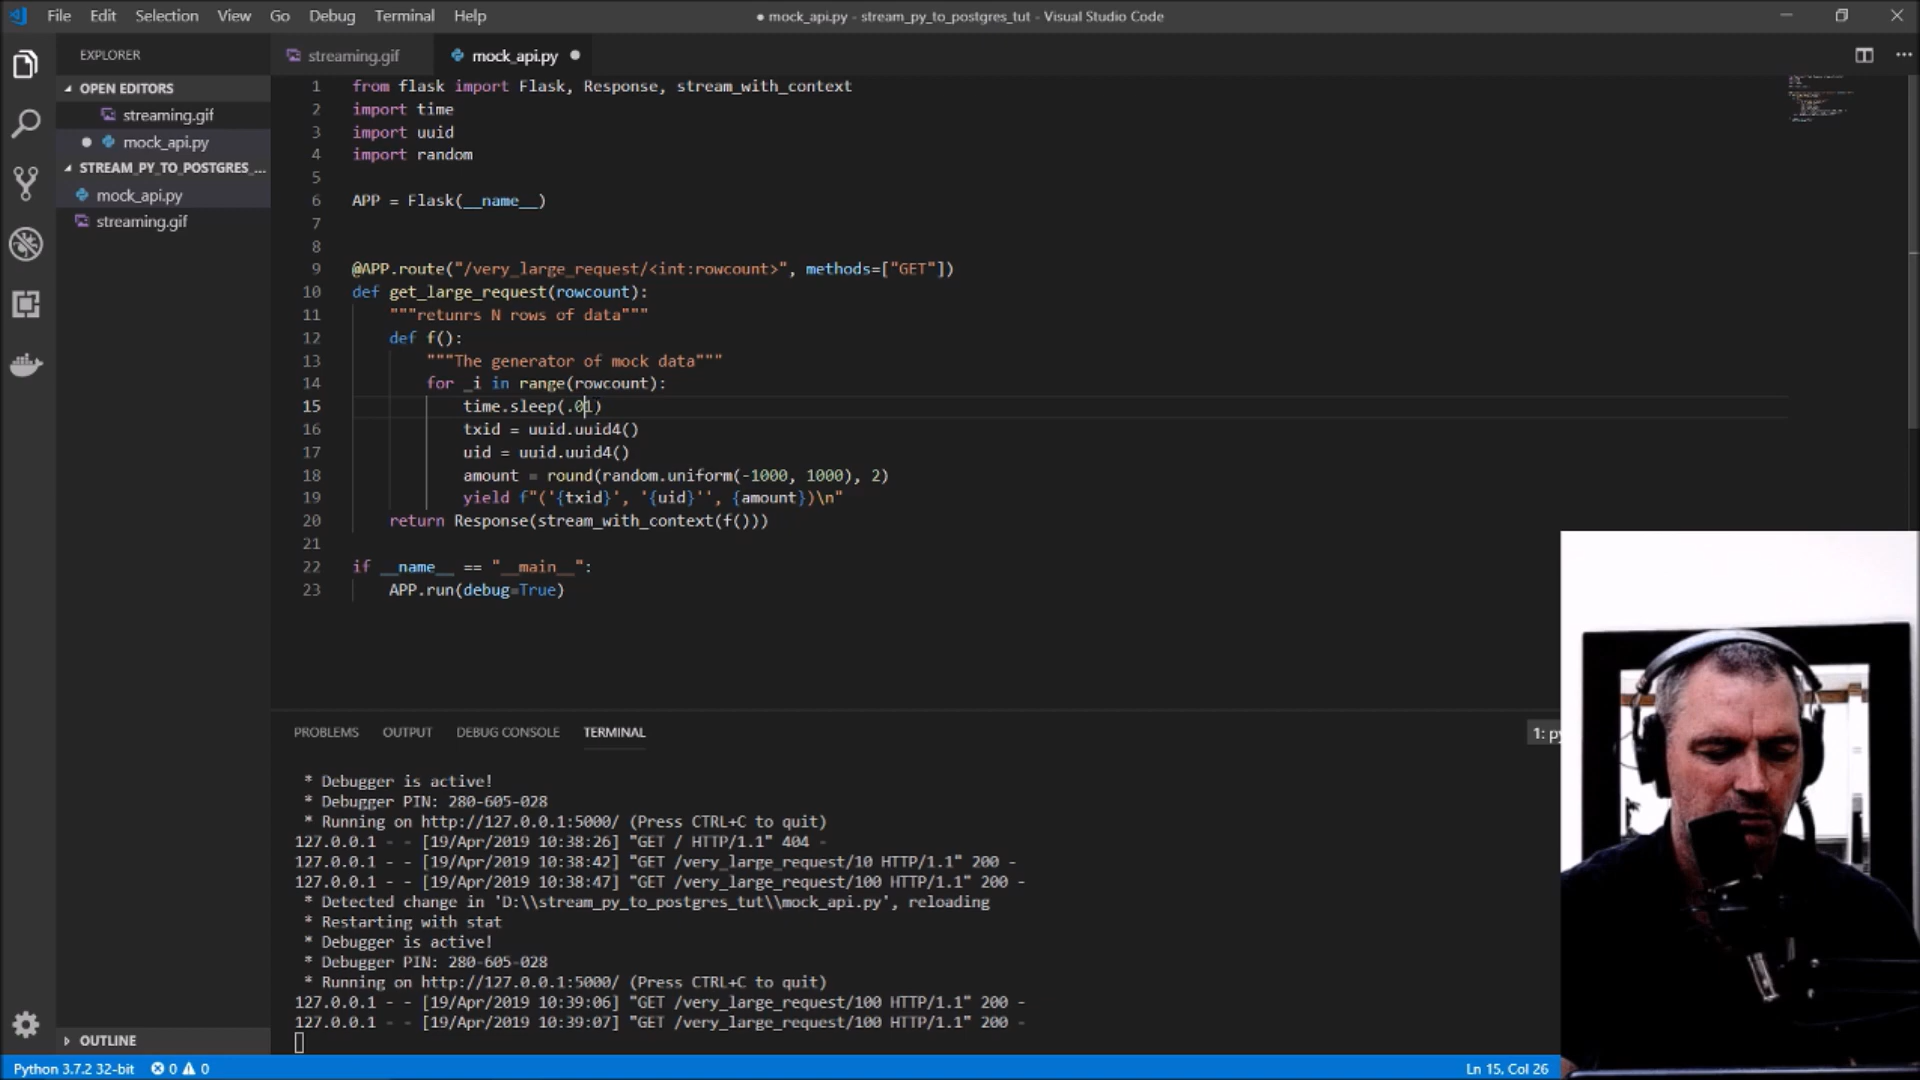 File Edit Selection View Go Debug Terminal Help
● mock_api.py - stream_py_to_postgres_tut - Visual Studio Code
EXPLORER
OPEN EDITORS
streaming.gif
mock_api.py
STREAM_PY_TO_POSTGRES_...
mock_api.py
streaming.gif
OUTLINE
streaming.gif mock_api.py
1 from flask import Flask, Response, stream_with_context
2 import time
3 import uuid
4 import random
5
6 APP = Flask(__name__)
7
8
9 @APP.route("/very_large_request/<int:rowcount>", methods=["GET"])
10 def get_large_request(rowcount):
11 """retunrs N rows of data"""
12 def f():
13 """The generator of mock data"""
14 for _i in range(rowcount):
15 time.sleep(.01)
16 txid = uuid.uuid4()
17 uid = uuid.uuid4()
18 amount = round(random.uniform(-1000, 1000), 2)
19 yield f"('{txid}', '{uid}'', {amount})\n"
20 return Response(stream_with_context(f()))
21
22 if __name__ == "__main__":
23 APP.run(debug=True)
PROBLEMS OUTPUT DEBUG CONSOLE TERMINAL
1: py
* Debugger is active!
* Debugger PIN: 280-605-028
* Running on http://127.0.0.1:5000/ (Press CTRL+C to quit)
127.0.0.1 - - [19/Apr/2019 10:38:26] "GET / HTTP/1.1" 404 -
127.0.0.1 - - [19/Apr/2019 10:38:42] "GET /very_large_request/10 HTTP/1.1" 200 -
127.0.0.1 - - [19/Apr/2019 10:38:47] "GET /very_large_request/100 HTTP/1.1" 200 -
* Detected change in 'D:\\stream_py_to_postgres_tut\\mock_api.py', reloading
* Restarting with stat
* Debugger is active!
* Debugger PIN: 280-605-028
* Running on http://127.0.0.1:5000/ (Press CTRL+C to quit)
127.0.0.1 - - [19/Apr/2019 10:39:06] "GET /very_large_request/100 HTTP/1.1" 200 -
127.0.0.1 - - [19/Apr/2019 10:39:07] "GET /very_large_request/100 HTTP/1.1" 200 -
Python 3.7.2 32-bit 0 0 Ln 15, Col 26